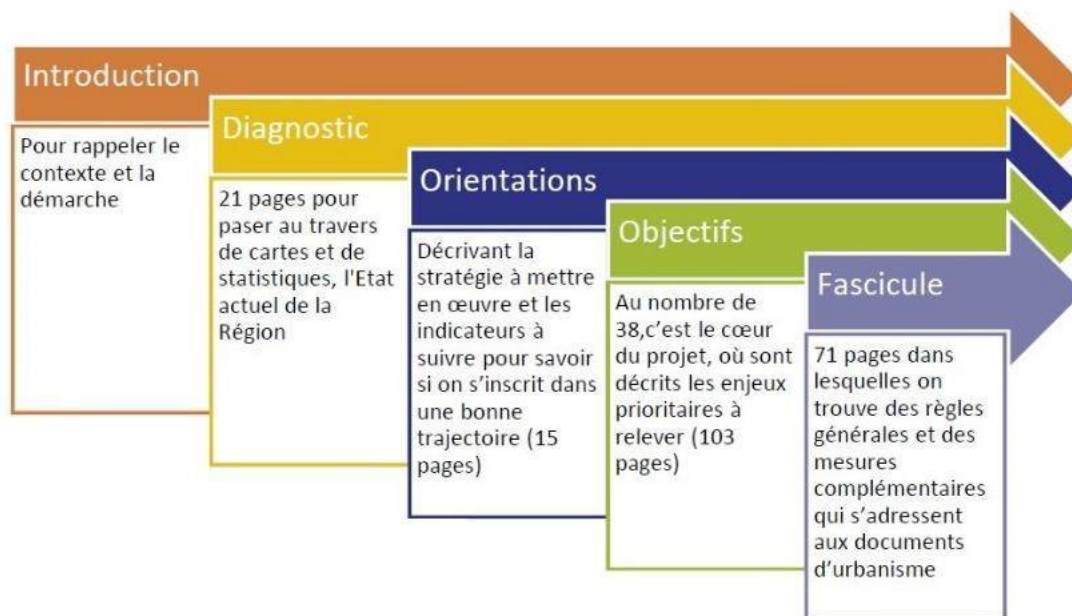 Introduction
Pour rappeler le
contexte et la
démarche
Diagnostic
21 pages pour
paser au travers
de cartes et de
statistiques, l'Etat
actuel de la
Région
Orientations
Décrivant la
stratégie à mettre
en œuvre et les
indicateurs à
suivre pour savoir
si on s'inscrit dans
une bonne
trajectoire (15
pages)
Objectifs
Au nombre de
38,c'est le cœur
du projet, où sont
décrits les enjeux
prioritaires à
relever (103
pages)
Fascicule
71 pages dans
lesquelles on
trouve des règles
générales et des
mesures
complémentaires
qui s'adressent
aux documents
d'urbanisme